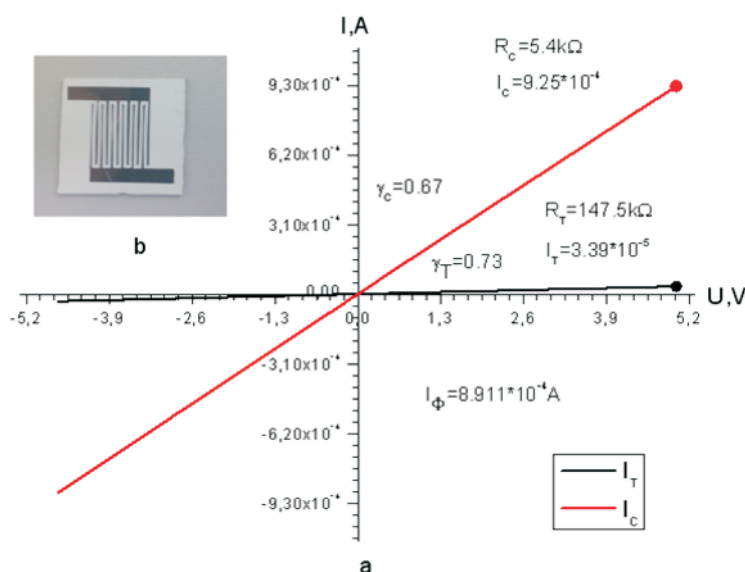 I,A
R_c=5.4kΩ
9,30x10⁻⁴
I_c=9.25*10⁻⁴
6,20x10⁻⁴
γ_c=0.67
b
3,10x10⁻⁴
R_T=147.5kΩ
γ_T=0.73
I_T=3.39*10⁻⁵
0,00
U,V
-5,2 -3,9 -2,6 -1,3 0,0 1,3 2,6 3,9 5,2
-3,10x10⁻⁴
I_Φ=8.911*10⁻⁴A
-6,20x10⁻⁴
I_T
-9,30x10⁻⁴
I_C
a